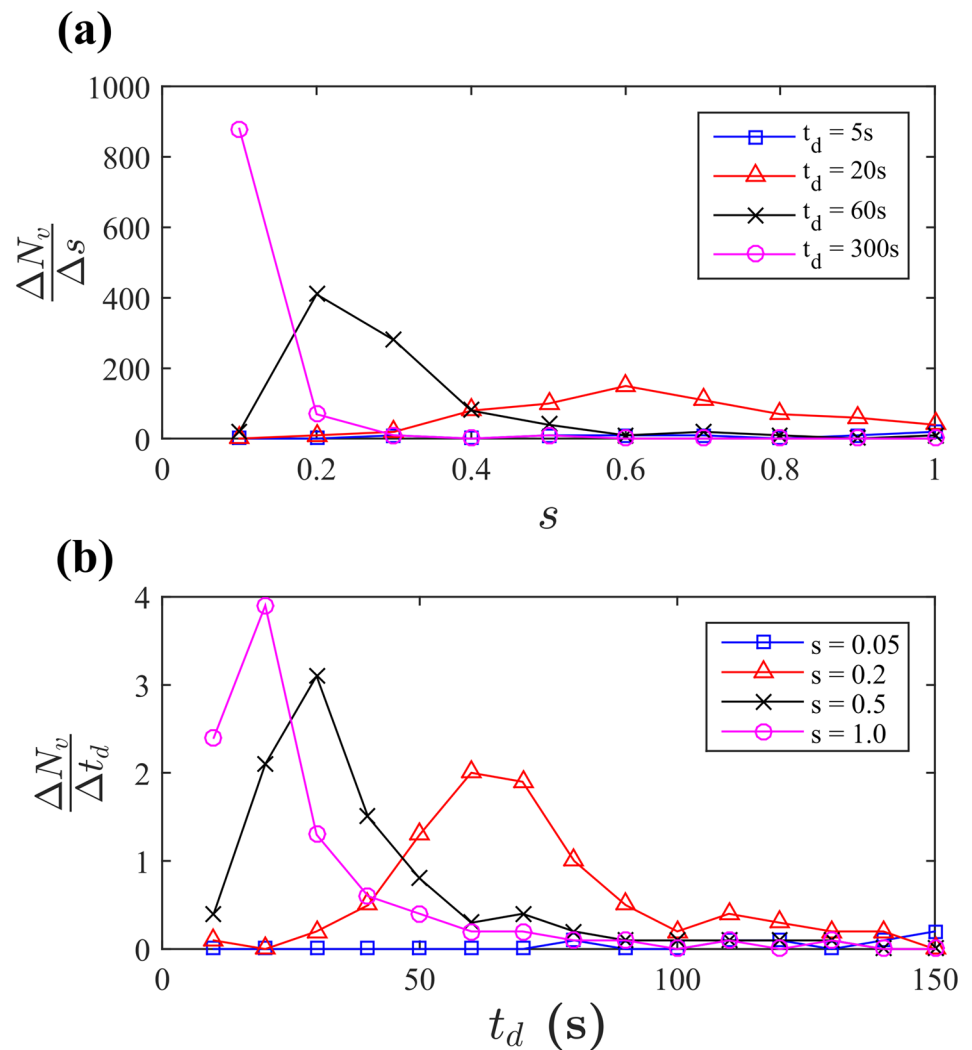 (a)
1000
800
600
400
200
0
ΔN_v
Δs
t_d = 5s
t_d = 20s
t_d = 60s
t_d = 300s
0 0.2 0.4 0.6 0.8 1
s
(b)
4
3
2
1
0
ΔN_v
Δt_d
s = 0.05
s = 0.2
s = 0.5
s = 1.0
0 50 100 150
t_d (s)